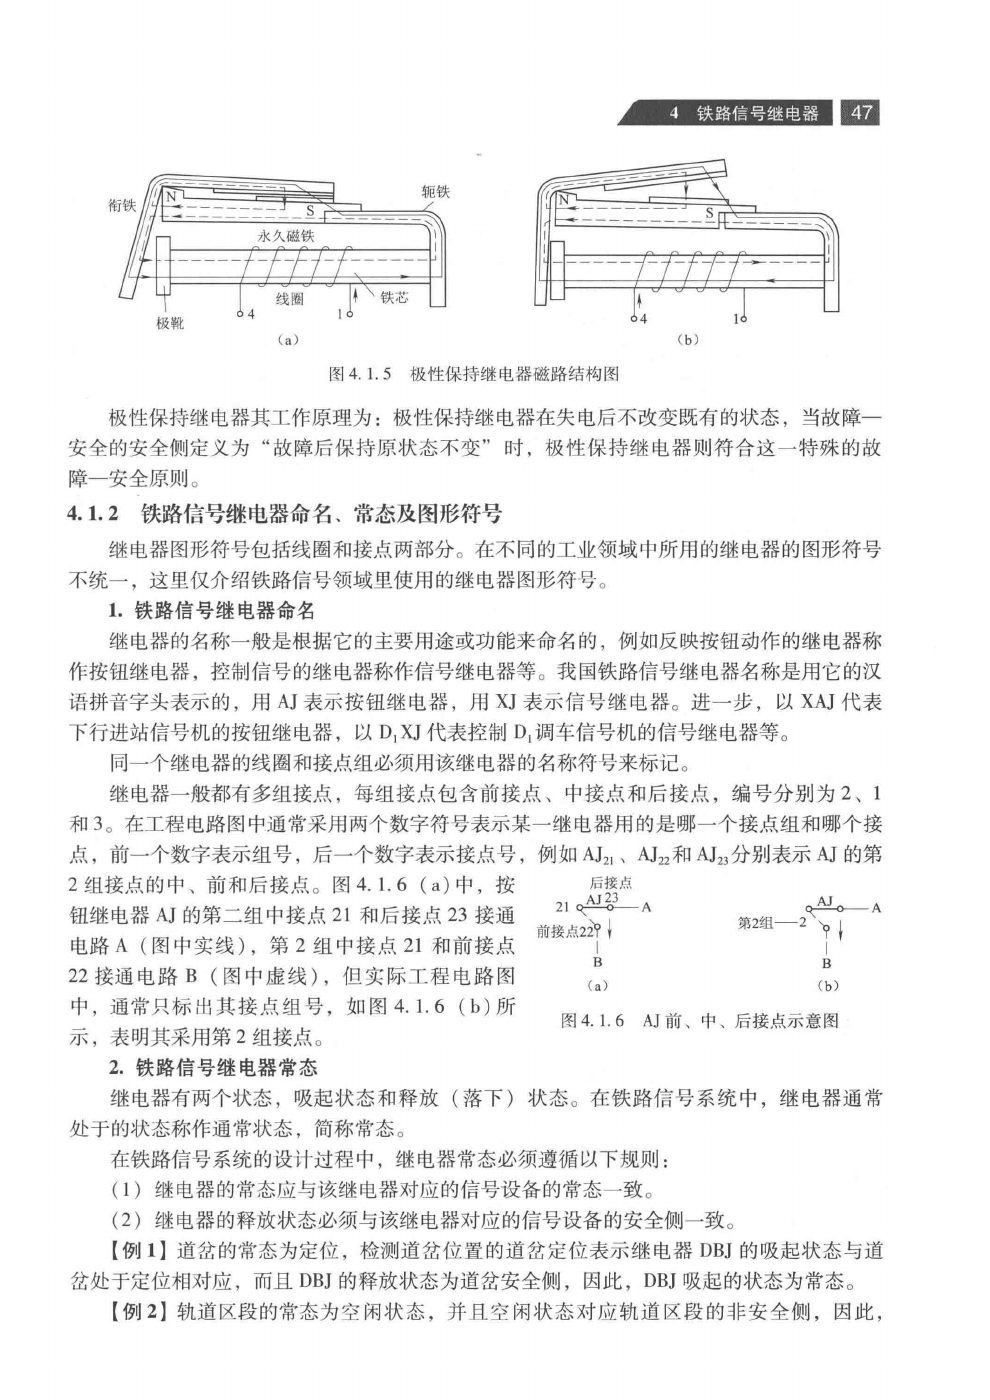 4 铁路信号继电器 47
衔铁
N
S
轭铁
永久磁铁
线圈
铁芯
极靴
4
1
(a)
N
S
4
1
(b)
图4.1.5 极性保持继电器磁路结构图
极性保持继电器其工作原理为：极性保持继电器在失电后不改变既有的状态，当故障—
安全的安全侧定义为“故障后保持原状态不变”时，极性保持继电器则符合这一特殊的故
障—安全原则。
4.1.2 铁路信号继电器命名、常态及图形符号
继电器图形符号包括线圈和接点两部分。在不同的工业领域中所用的继电器的图形符号
不统一，这里仅介绍铁路信号领域里使用的继电器图形符号。
1. 铁路信号继电器命名
继电器的名称一般是根据它的主要用途或功能来命名的，例如反映按钮动作的继电器称
作按钮继电器，控制信号的继电器称作信号继电器等。我国铁路信号继电器名称是用它的汉
语拼音字头表示的，用 AJ 表示按钮继电器，用 XJ 表示信号继电器。进一步，以 XAJ 代表
下行进站信号机的按钮继电器，以 D₁XJ 代表控制 D₁调车信号机的信号继电器等。
同一个继电器的线圈和接点组必须用该继电器的名称符号来标记。
继电器一般都有多组接点，每组接点包含前接点、中接点和后接点，编号分别为 2、1
和 3。在工程电路图中通常采用两个数字符号表示某一继电器用的是哪一个接点组和哪个接
点，前一个数字表示组号，后一个数字表示接点号，例如 AJ₂₁、AJ₂₂和 AJ₂₃分别表示 AJ 的第
2 组接点的中、前和后接点。图 4.1.6 (a)中，按
钮继电器 AJ 的第二组中接点 21 和后接点 23 接通
电路 A（图中实线），第 2 组中接点 21 和前接点
22 接通电路 B（图中虚线），但实际工程电路图
中，通常只标出其接点组号，如图 4.1.6 (b)所
示，表明其采用第 2 组接点。
后接点
21 AJ 23 A
前接点22
B
(a)
AJ A
第2组 2
B
(b)
图4.1.6 AJ 前、中、后接点示意图
2. 铁路信号继电器常态
继电器有两个状态，吸起状态和释放（落下）状态。在铁路信号系统中，继电器通常
处于的状态称作通常状态，简称常态。
在铁路信号系统的设计过程中，继电器常态必须遵循以下规则：
(1) 继电器的常态应与该继电器对应的信号设备的常态一致。
(2) 继电器的释放状态必须与该继电器对应的信号设备的安全侧一致。
【例 1】道岔的常态为定位，检测道岔位置的道岔定位表示继电器 DBJ 的吸起状态与道
岔处于定位相对应，而且 DBJ 的释放状态为道岔安全侧，因此，DBJ 吸起的状态为常态。
【例 2】轨道区段的常态为空闲状态，并且空闲状态对应轨道区段的非安全侧，因此，